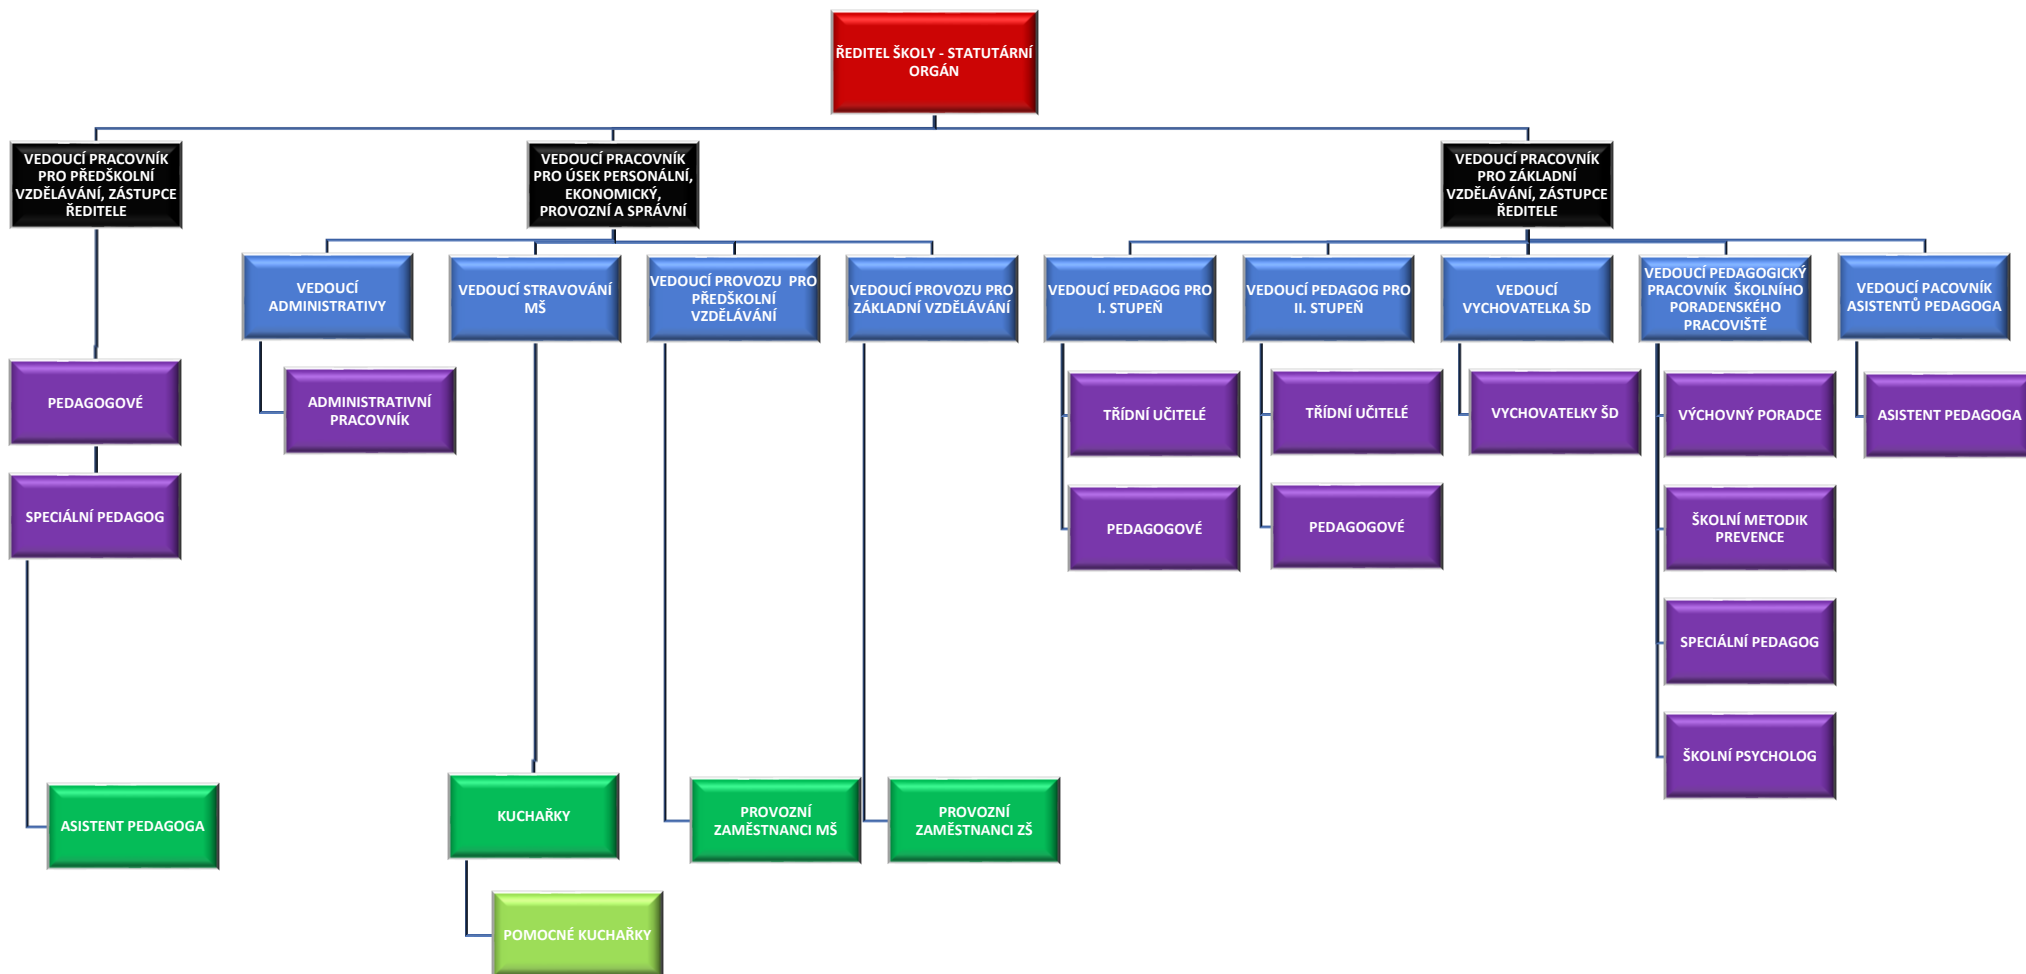 ŘEDITEL ŠKOLY - STATUTÁRNÍ
ORGÁN
VEDOUCÍ PRACOVNÍK
PRO PŘEDŠKOLNÍ
VZDĚLÁVÁNÍ, ZÁSTUPCE
ŘEDITELE
VEDOUCÍ PRACOVNÍK
PRO ÚSEK PERSONÁLNÍ,
EKONOMICKÝ,
PROVOZNÍ A SPRÁVNÍ
VEDOUCÍ PRACOVNÍK
PRO ZÁKLADNÍ
VZDĚLÁVÁNÍ, ZÁSTUPCE
ŘEDITELE
VEDOUCÍ
ADMINISTRATIVY
VEDOUCÍ STRAVOVÁNÍ
MŠ
VEDOUCÍ PROVOZU PRO
PŘEDŠKOLNÍ
VZDĚLÁVÁNÍ
VEDOUCÍ PROVOZU PRO
ZÁKLADNÍ VZDĚLÁVÁNÍ
VEDOUCÍ PEDAGOG PRO
I. STUPEŇ
VEDOUCÍ PEDAGOG PRO
II. STUPEŇ
VEDOUCÍ
VYCHOVATELKA ŠD
VEDOUCÍ PEDAGOGICKÝ
PRACOVNÍK ŠKOLNÍHO
PORADENSKÉHO
PRACOVIŠTĚ
VEDOUCÍ PACOVNÍK
ASISTENTŮ PEDAGOGA
PEDAGOGOVÉ
ADMINISTRATIVNÍ
PRACOVNÍK
TŘÍDNÍ UČITELÉ
TŘÍDNÍ UČITELÉ
VYCHOVATELKY ŠD
VÝCHOVNÝ PORADCE
ASISTENT PEDAGOGA
SPECIÁLNÍ PEDAGOG
PEDAGOGOVÉ
PEDAGOGOVÉ
ŠKOLNÍ METODIK
PREVENCE
SPECIÁLNÍ PEDAGOG
ŠKOLNÍ PSYCHOLOG
ASISTENT PEDAGOGA
KUCHAŘKY
PROVOZNÍ
ZAMĚSTNANCI MŠ
PROVOZNÍ
ZAMĚSTNANCI ZŠ
POMOCNÉ KUCHAŘKY